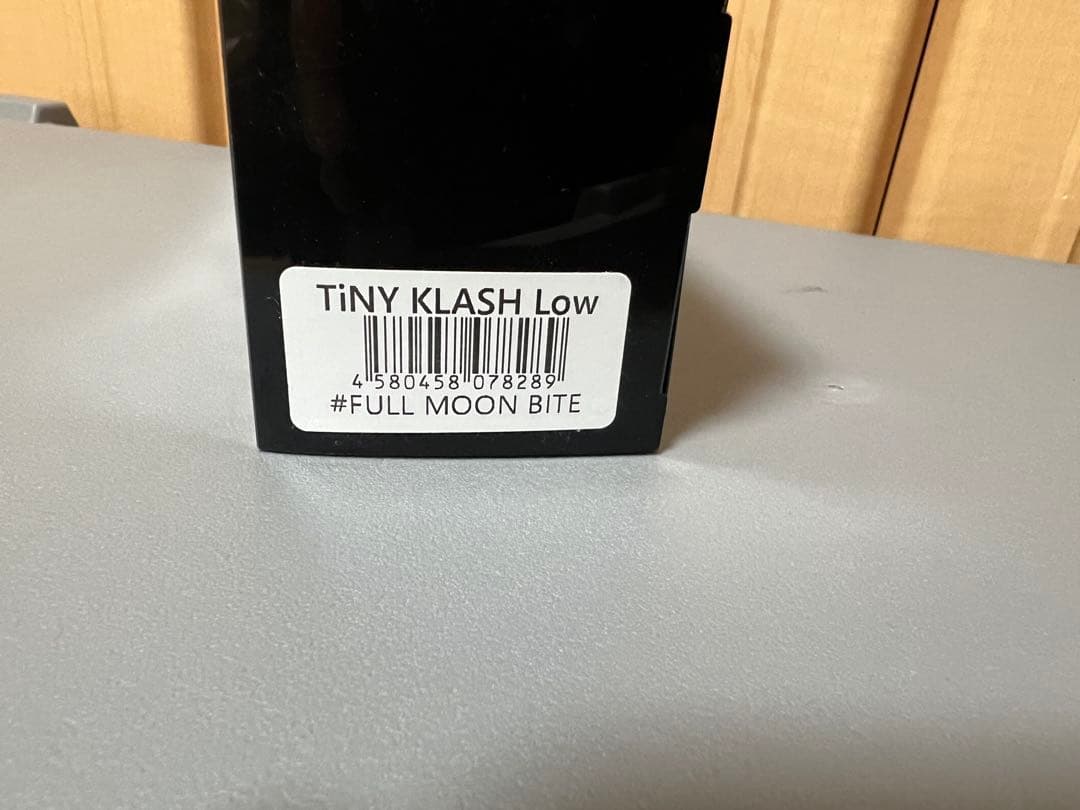 TiNY KLASH Low
4 580458 078289
#FULL MOON BITE